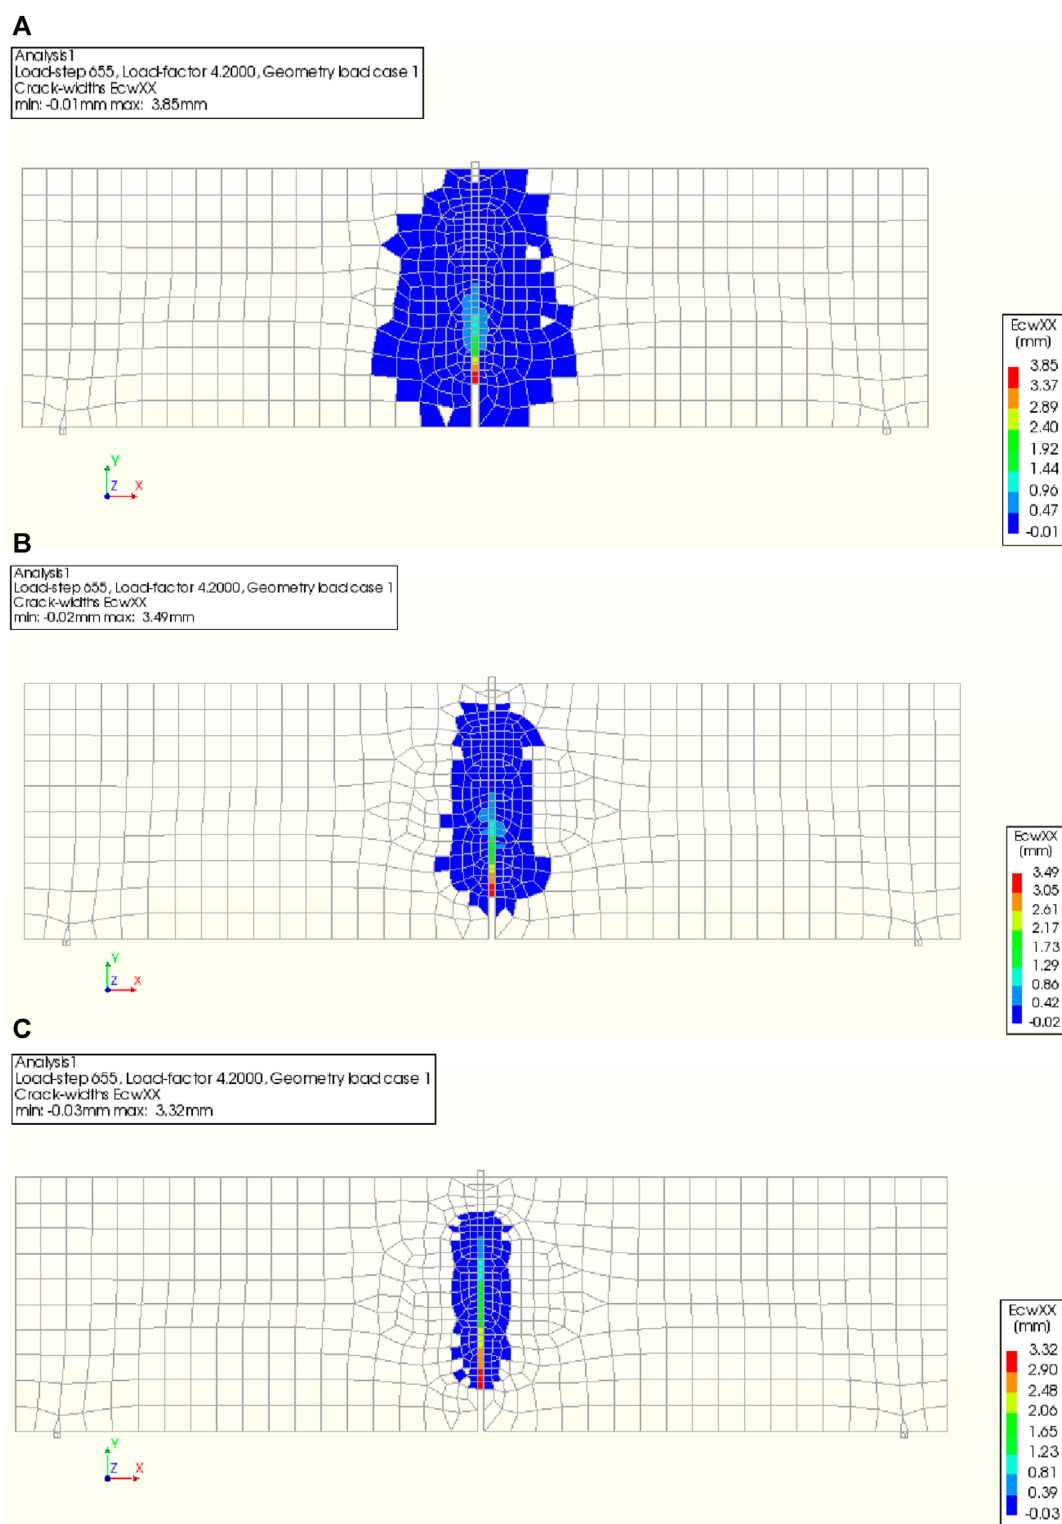 A
Analysis1
Load-step 655, Load-factor 4.2000, Geometry load case 1
Crack-widths EcwXX
min: -0.01mm max: 3.85mm
EcwXX
(mm)
3.85
3.37
2.89
2.40
1.92
1.44
0.96
0.47
-0.01
Y
Z
X
B
Analysis1
Load-step 655, Load-factor 4.2000, Geometry load case 1
Crack-widths EcwXX
min: -0.02mm max: 3.49mm
EcwXX
(mm)
3.49
3.05
2.61
2.17
1.73
1.29
0.86
0.42
-0.02
Y
Z
X
C
Analysis1
Load-step 655, Load-factor 4.2000, Geometry load case 1
Crack-widths EcwXX
min: -0.03mm max: 3.32mm
EcwXX
(mm)
3.32
2.90
2.48
2.06
1.65
1.23
0.81
0.39
-0.03
Y
Z
X